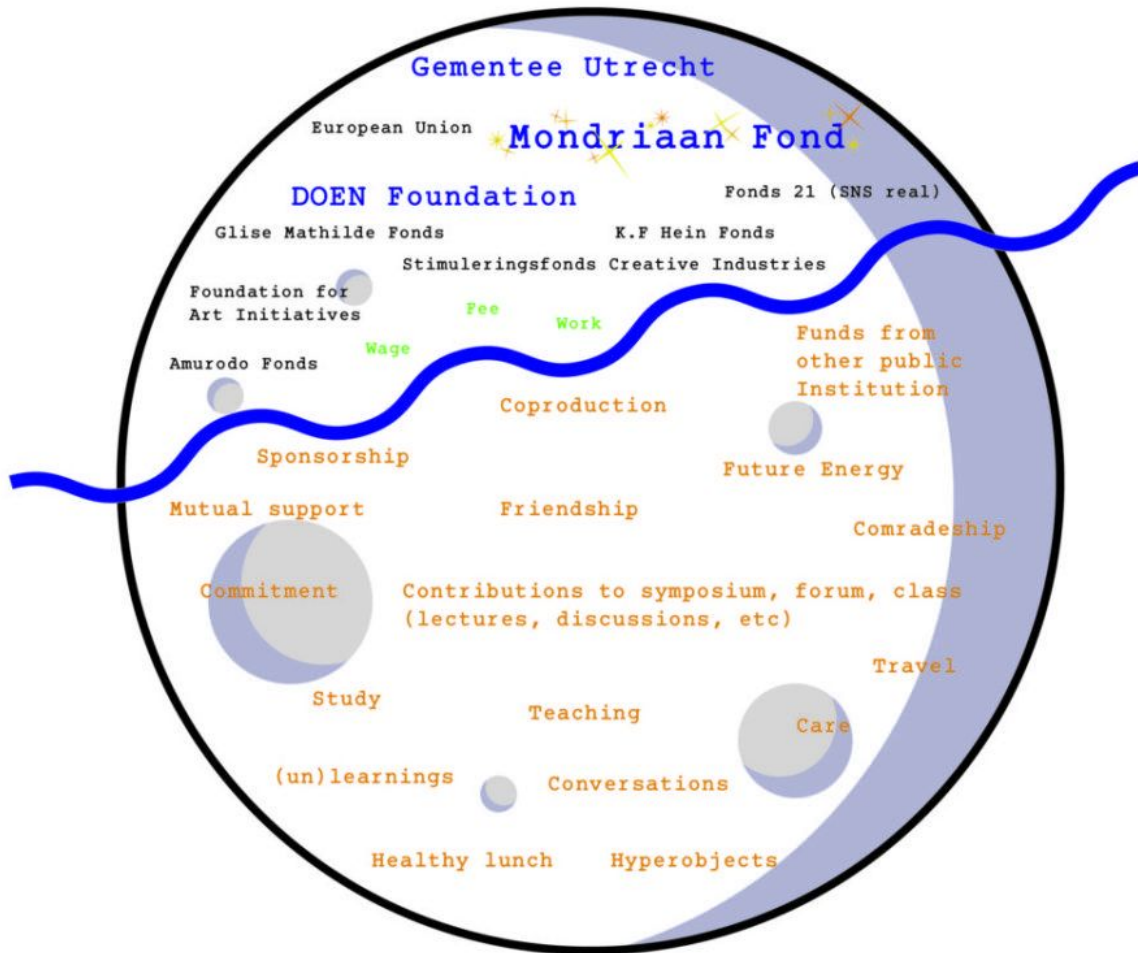 Gementee Utrecht
European Union
Mondriaan Fond
DOEN Foundation
Fonds 21 (SNS real)
Glise Mathilde Fonds
K.F Hein Fonds
Stimuleringsfonds Creative Industries
Foundation for
Art Initiatives
Fee
Work
Wage
Amurodo Fonds
Funds from
other public
Institution
Coproduction
Sponsorship
Future Energy
Mutual support
Friendship
Comradeship
Commitment
Contributions to symposium, forum, class
(lectures, discussions, etc)
Travel
Study
Teaching
Care
(un)learnings
Conversations
Healthy lunch
Hyperobjects